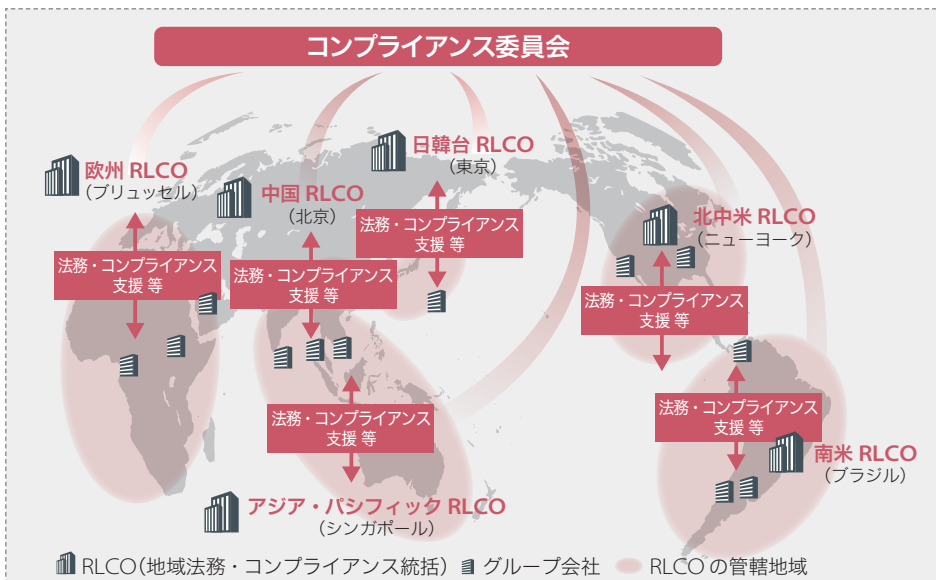 コンプライアンス委員会
日韓台 RLCO
（東京）
欧州 RLCO
（ブリュッセル）
中国 RLCO
（北京）
北中米 RLCO
（ニューヨーク）
法務・コンプライアンス
支援 等
法務・コンプライアンス
支援 等
法務・コンプライアンス
支援 等
法務・コンプライアンス
支援 等
法務・コンプライアンス
支援 等
法務・コンプライアンス
支援 等
南米 RLCO
（ブラジル）
アジア・パシフィック RLCO
（シンガポール）
RLCO（地域法務・コンプライアンス統括） グループ会社 RLCO の管轄地域